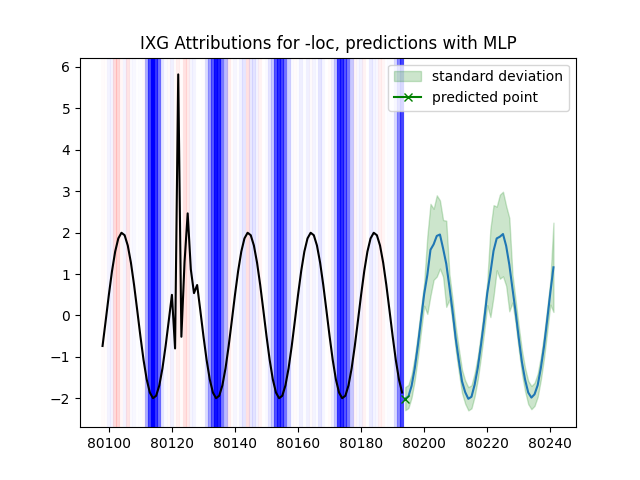 IXG Attributions for -loc, predictions with MLP
standard deviation
predicted point
6
5
4
3
2
1
0
−1
−2
80100 80120 80140 80160 80180 80200 80220 80240